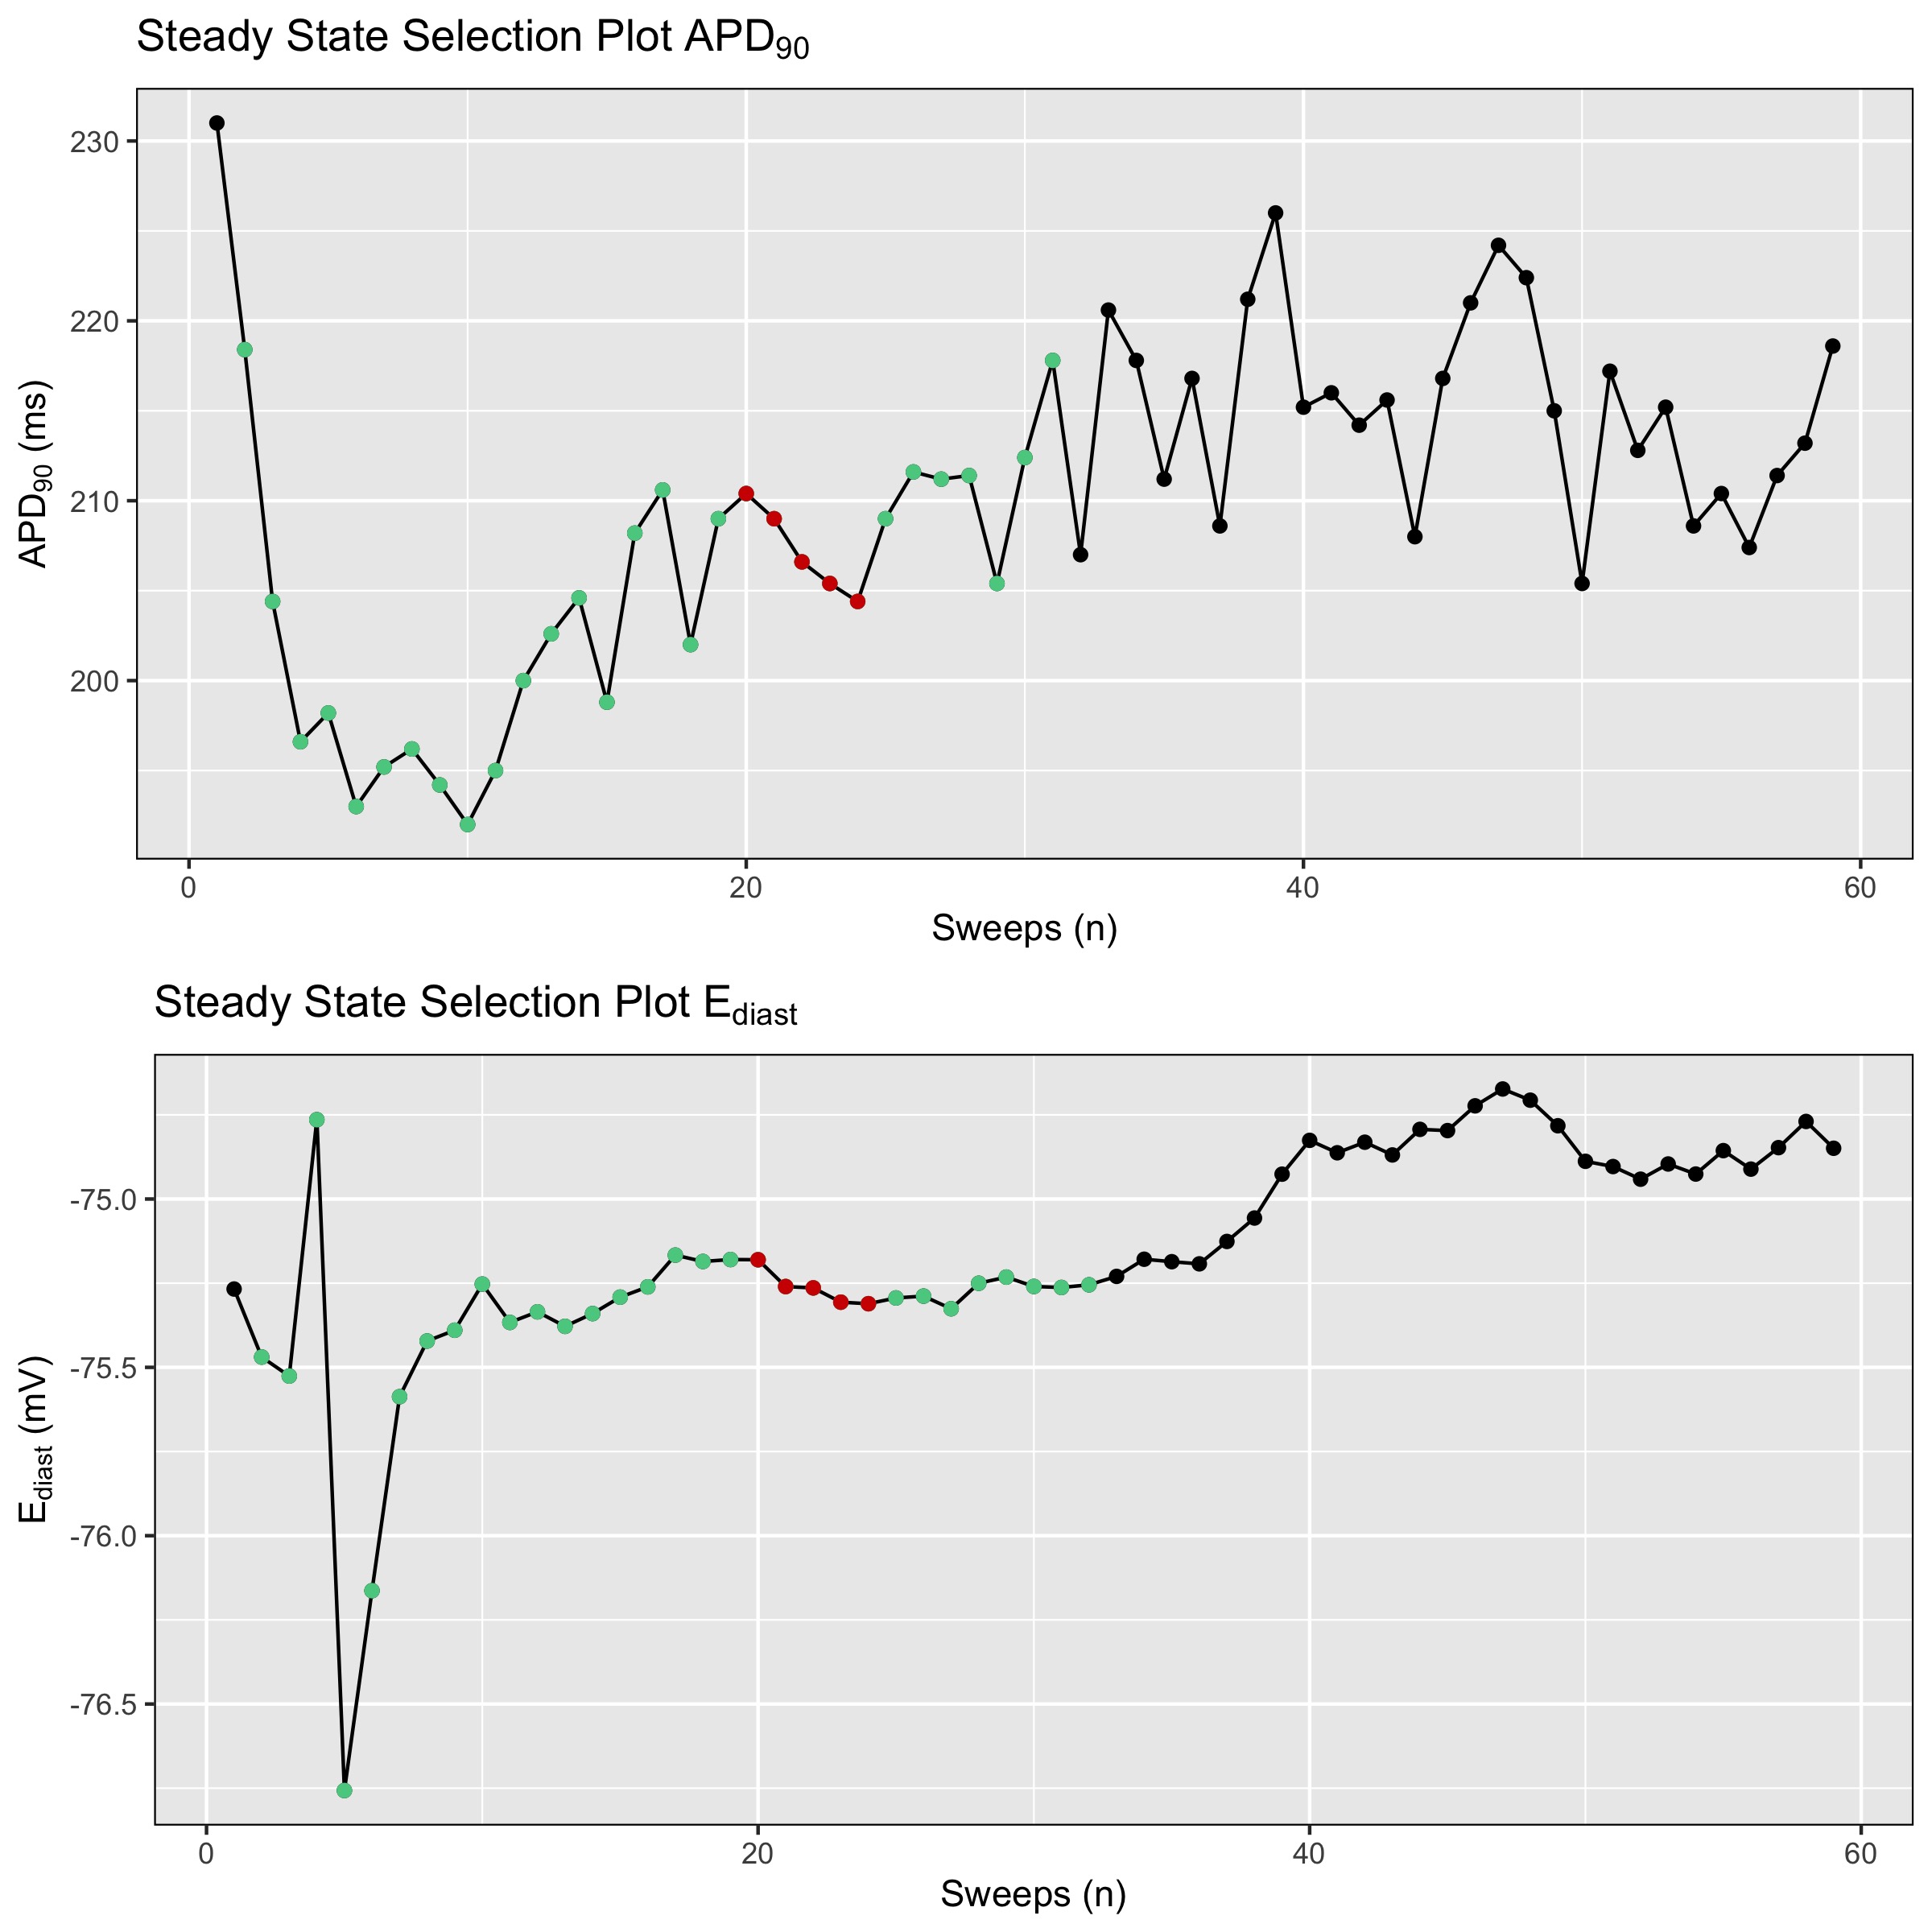 Steady State Selection Plot APD90
230
220
210
200
APD90 (ms)
0 20 40 60
Sweeps (n)
Steady State Selection Plot Ediast
-75.0
-75.5
-76.0
-76.5
Ediast (mV)
0 20 40 60
Sweeps (n)